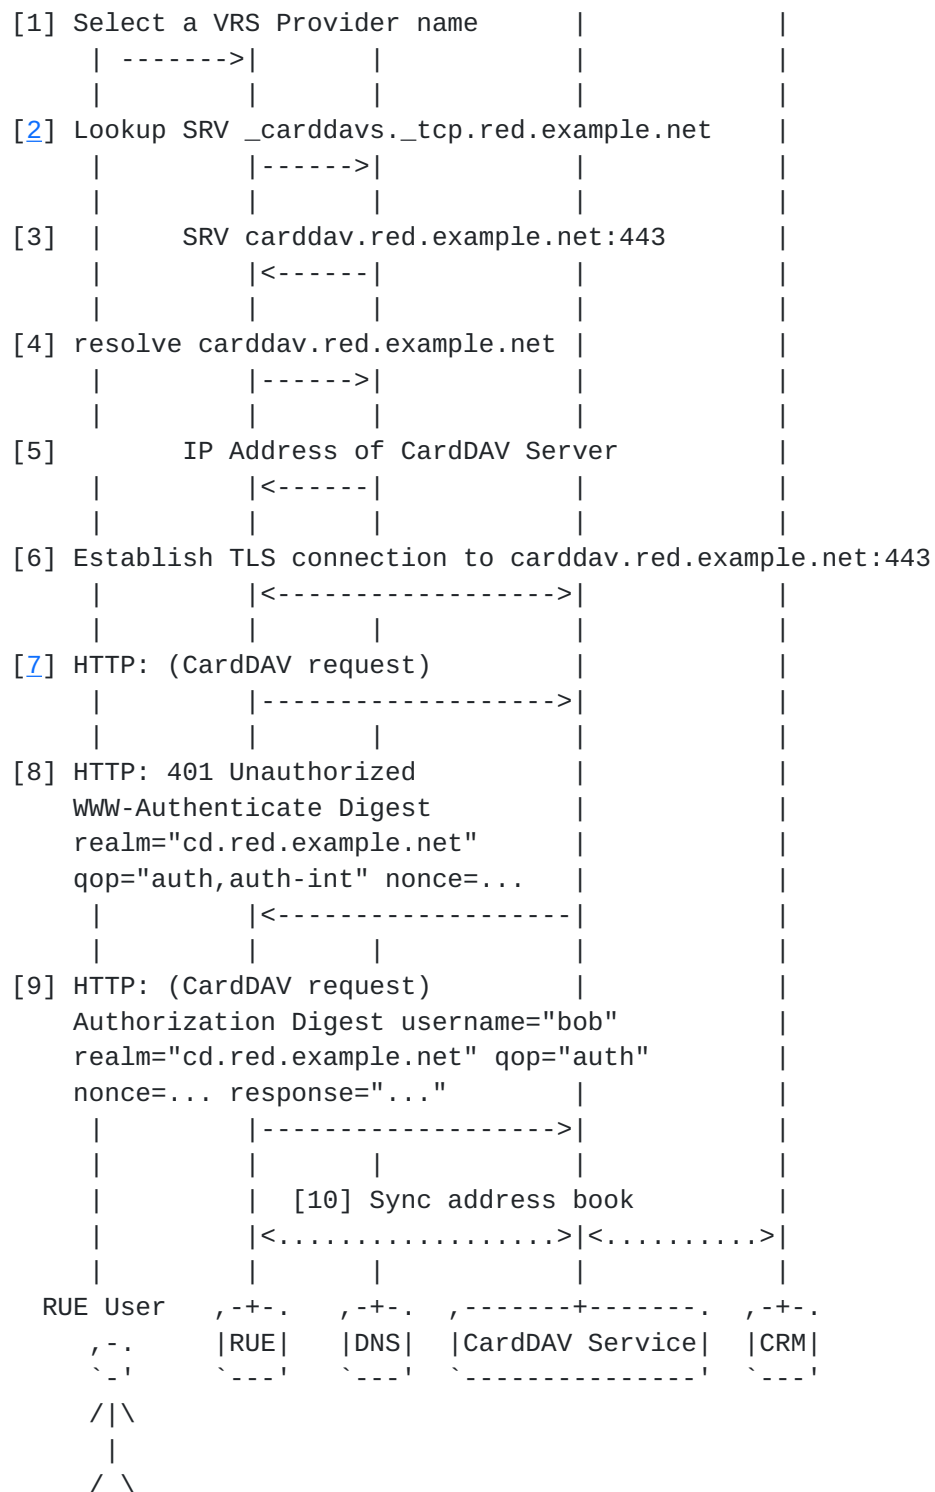 [1] Select a VRS Provider name      |            |
     | ------->|       |            |            |
     |         |       |            |            |
[2] Lookup SRV _carddavs._tcp.red.example.net    |
     |         |------>|            |            |
     |         |       |            |            |
[3]  |     SRV carddav.red.example.net:443       |
     |         |<------|            |            |
     |         |       |            |            |
[4] resolve carddav.red.example.net |            |
     |         |------>|            |            |
     |         |       |            |            |
[5]        IP Address of CardDAV Server          |
     |         |<------|            |            |
     |         |       |            |            |
[6] Establish TLS connection to carddav.red.example.net:443
     |         |<------------------>|            |
     |         |       |            |            |
[7] HTTP: (CardDAV request)         |            |
     |         |------------------->|            |
     |         |       |            |            |
[8] HTTP: 401 Unauthorized          |            |
    WWW-Authenticate Digest         |            |
    realm="cd.red.example.net"      |            |
    qop="auth,auth-int" nonce=...   |            |
     |         |<-------------------|            |
     |         |       |            |            |
[9] HTTP: (CardDAV request)         |            |
    Authorization Digest username="bob"          |
    realm="cd.red.example.net" qop="auth"        |
    nonce=... response="..."        |            |
     |         |------------------->|            |
     |         |       |            |            |
     |         |  [10] Sync address book         |
     |         |<..................>|<..........>|
     |         |       |            |            |
  RUE User   ,-+-.   ,-+-.  ,-------+-------.  ,-+-.
     ,-.     |RUE|   |DNS|  |CardDAV Service|  |CRM|
     `-'     `---'   `---'  `---------------'  `---'
     /|\
      |
     / \